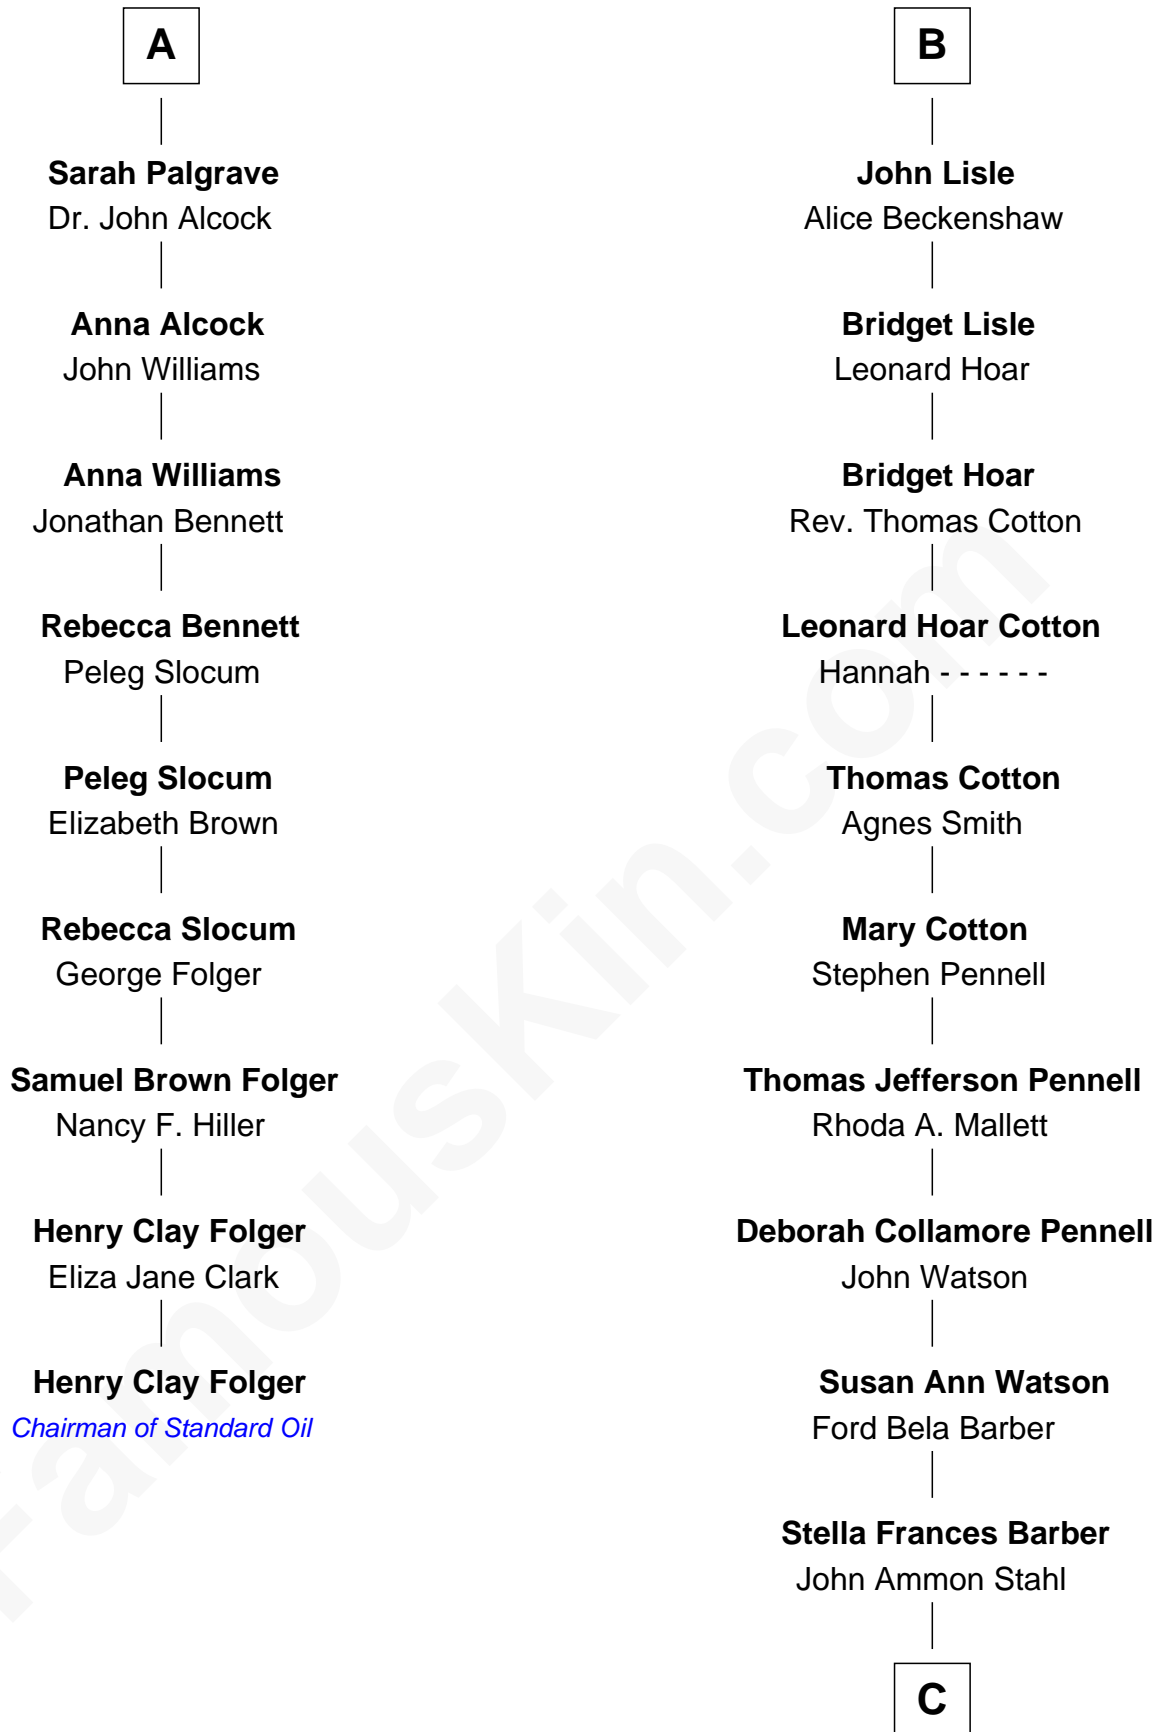 A
Sarah Palgrave
Dr. John Alcock
Anna Alcock
John Williams
Anna Williams
Jonathan Bennett
Rebecca Bennett
Peleg Slocum
Peleg Slocum
Elizabeth Brown
Rebecca Slocum
George Folger
Samuel Brown Folger
Nancy F. Hiller
Henry Clay Folger
Eliza Jane Clark
Henry Clay Folger
Chairman of Standard Oil
B
John Lisle
Alice Beckenshaw
Bridget Lisle
Leonard Hoar
Bridget Hoar
Rev. Thomas Cotton
Leonard Hoar Cotton
Hannah - - - - - -
Thomas Cotton
Agnes Smith
Mary Cotton
Stephen Pennell
Thomas Jefferson Pennell
Rhoda A. Mallett
Deborah Collamore Pennell
John Watson
Susan Ann Watson
Ford Bela Barber
Stella Frances Barber
John Ammon Stahl
C
FamousKin.com